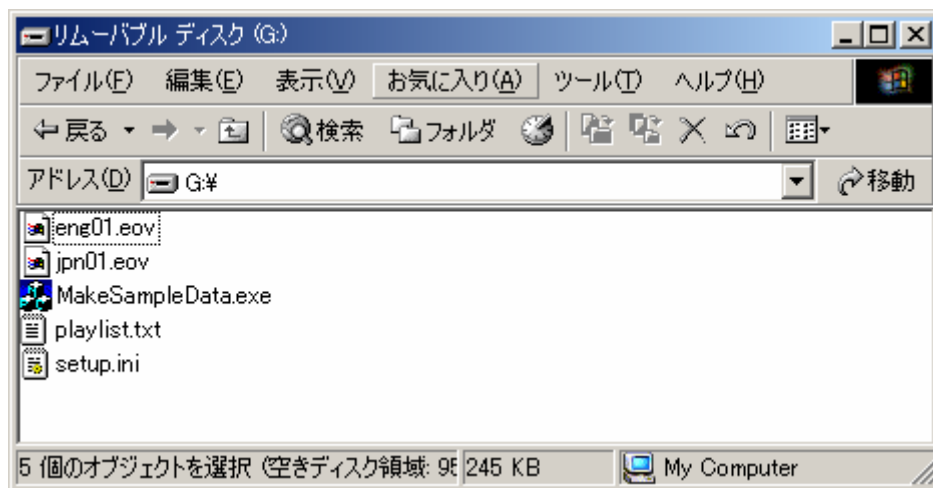 リムーバブル ディスク (G:)
ファイル(F) 編集(E) 表示(V) お気に入り(A) ツール(T) ヘルプ(H)
戻る 検索 フォルダ
アドレス(D) G:¥ 移動
eng01.eov
jpn01.eov
MakeSampleData.exe
playlist.txt
setup.ini
5 個のオブジェクトを選択 (空きディスク領域: 95 245 KB My Computer